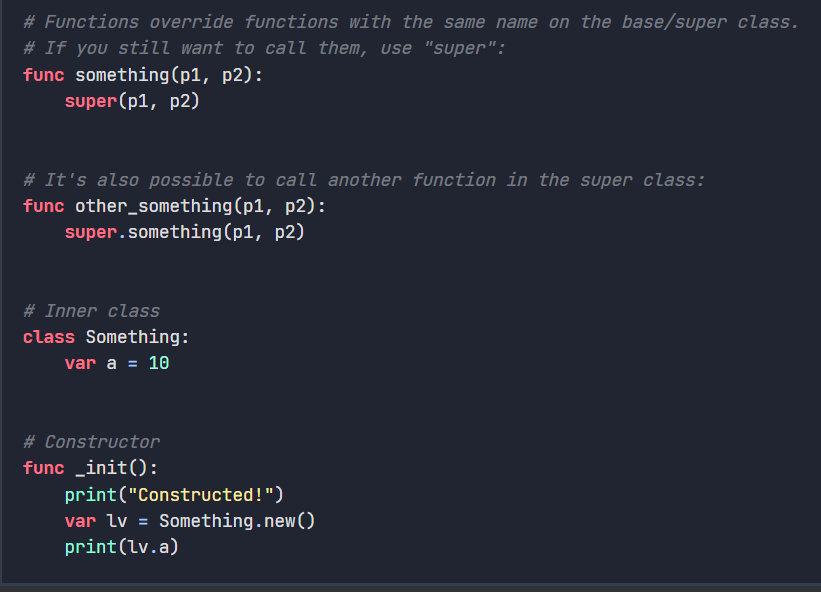 # Functions override functions with the same name on the base/super class.
# If you still want to call them, use "super":
func something(p1, p2):
    super(p1, p2)
# It's also possible to call another function in the super class:
func other_something(p1, p2):
    super.something(p1, p2)
# Inner class
class Something:
    var a = 10
# Constructor
func _init():
    print("Constructed!")
    var lv = Something.new()
    print(lv.a)